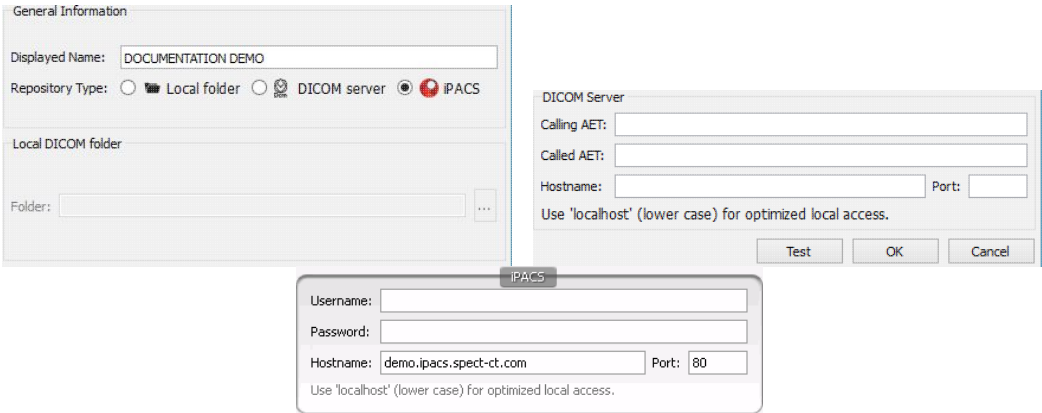 General Information
Displayed Name: DOCUMENTATION DEMO
Repository Type: Local folder DICOM server iPACS
Local DICOM folder
Folder: ...
DICOM Server
Calling AET:
Called AET:
Hostname: Port:
Use 'localhost' (lower case) for optimized local access.
Test OK Cancel
iPACS
Username:
Password:
Hostname: demo.ipacs.spect-ct.com Port: 80
Use 'localhost' (lower case) for optimized local access.